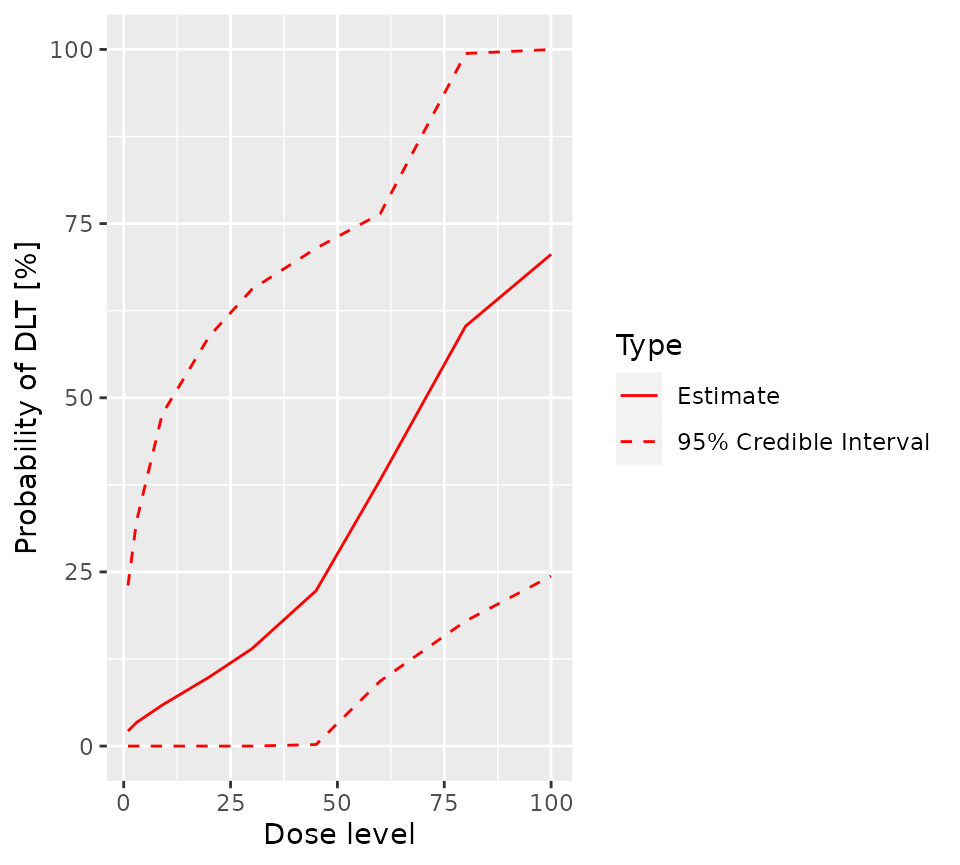 Probability of DLT [%]
100
75
50
25
0
0 25 50 75 100
Dose level
Type
Estimate
95% Credible Interval